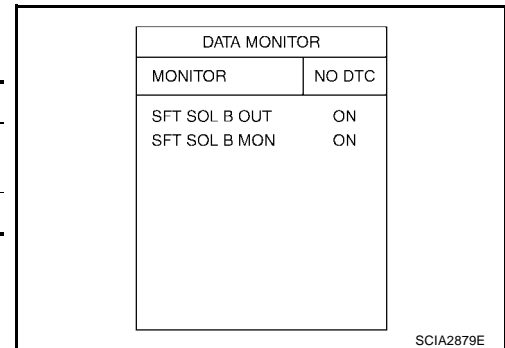 DATA MONITOR
MONITOR NO DTC
SFT SOL B OUT ON
SFT SOL B MON ON
SCIA2879E